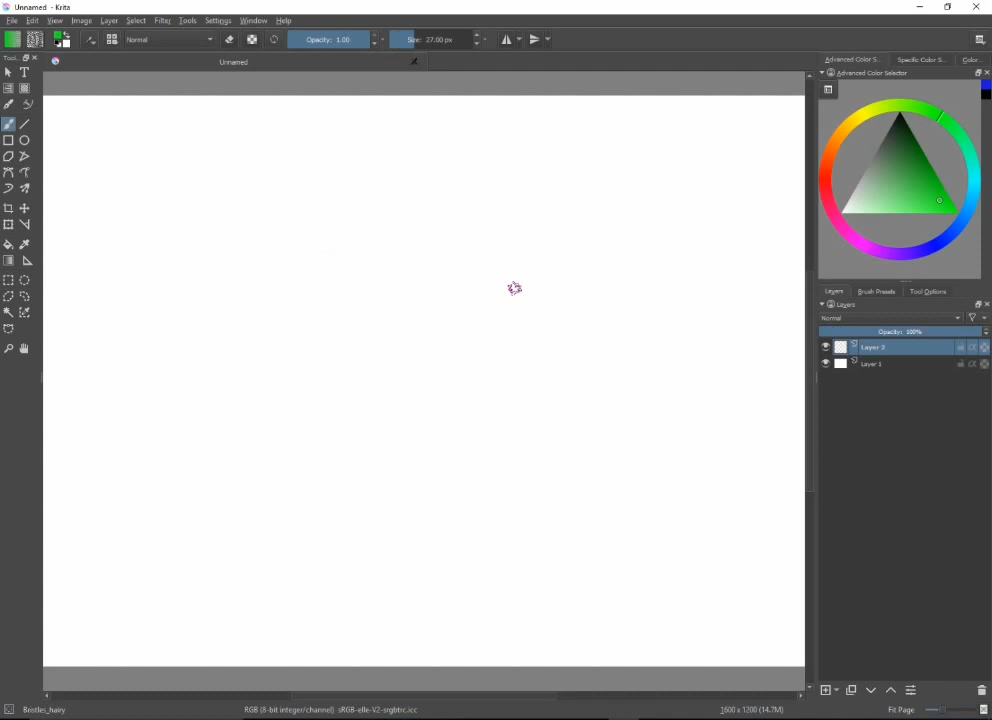 Unnamed - Krita
File Edit View Image Layer Select Filter Tools Settings Window Help
Normal
Opacity: 1.00
Size: 27.00 px
Tool...
Unnamed
Advanced Color S...
Specific Color S...
Color...
Advanced Color Selector
Layers
Brush Presets
Tool Options
Layers
Normal
Opacity: 100%
Layer 2
Layer 1
Bristles_hairy
RGB (8-bit integer/channel) sRGB-elle-V2-srgbtrc.icc
1600 x 1200 (14.7M)
Fit Page